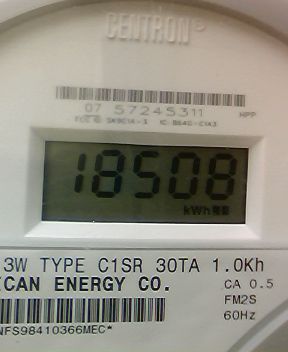 CENTRON®
07 57245311 HPP
18508
kWh
3W TYPE C1SR 30TA 1.0Kh
ICAN ENERGY CO. CA 0.5
FM2S
NFS98410366MEC* 60Hz